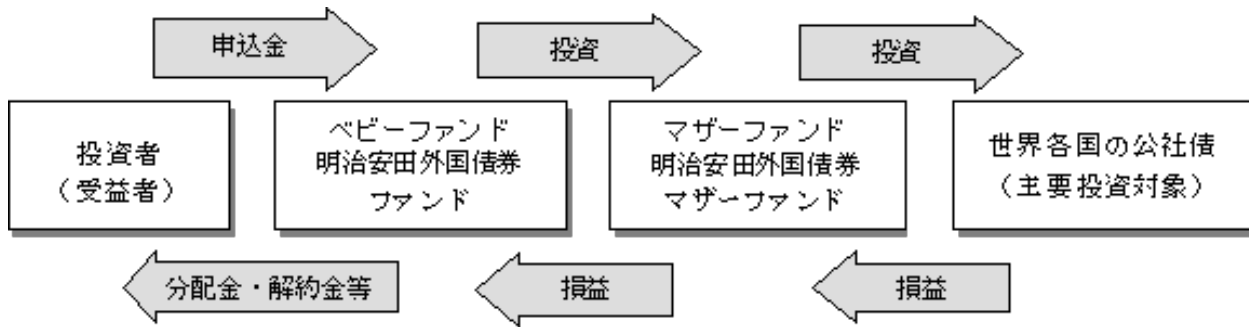 申込金
投資
投資
投資者
（受益者）
ベビーファンド
明治安田外国債券
ファンド
マザーファンド
明治安田外国債券
マザーファンド
世界各国の公社債
（主要投資対象）
分配金・解約金等
損益
損益